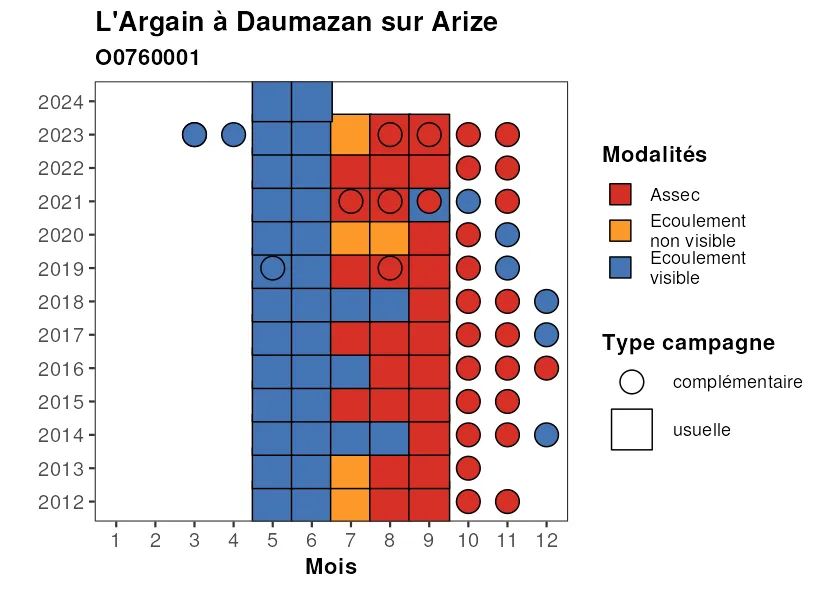 L'Argain à Daumazan sur Arize
O0760001
2024
2023
2022
2021
2020
2019
2018
2017
2016
2015
2014
2013
2012
1 2 3 4 5 6 7 8 9 10 11 12
Mois
Modalités
Assec
Ecoulement
non visible
Ecoulement
visible
Type campagne
complémentaire
usuelle